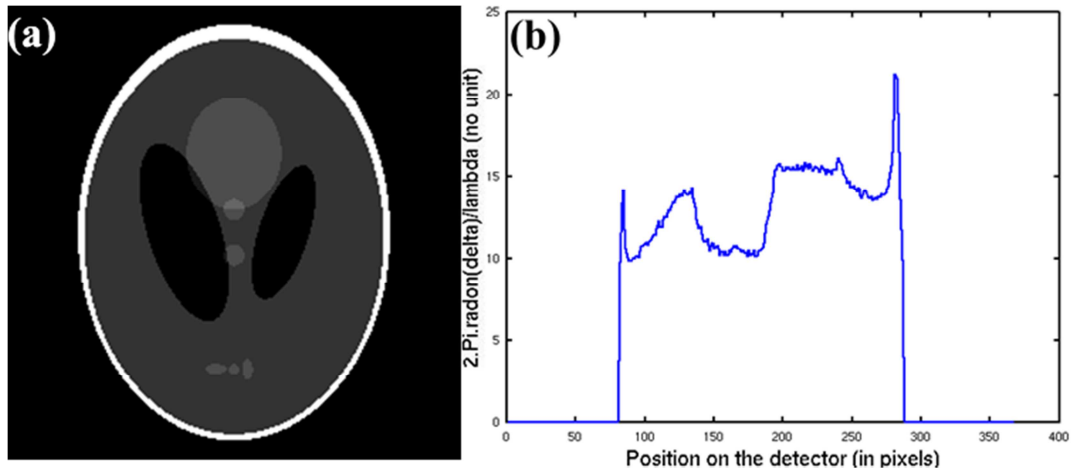 (a)
(b)
2.Pi.radon(delta)/lambda (no unit)
25
20
15
10
5
0
0 50 100 150 200 250 300 350 400
Position on the detector (in pixels)